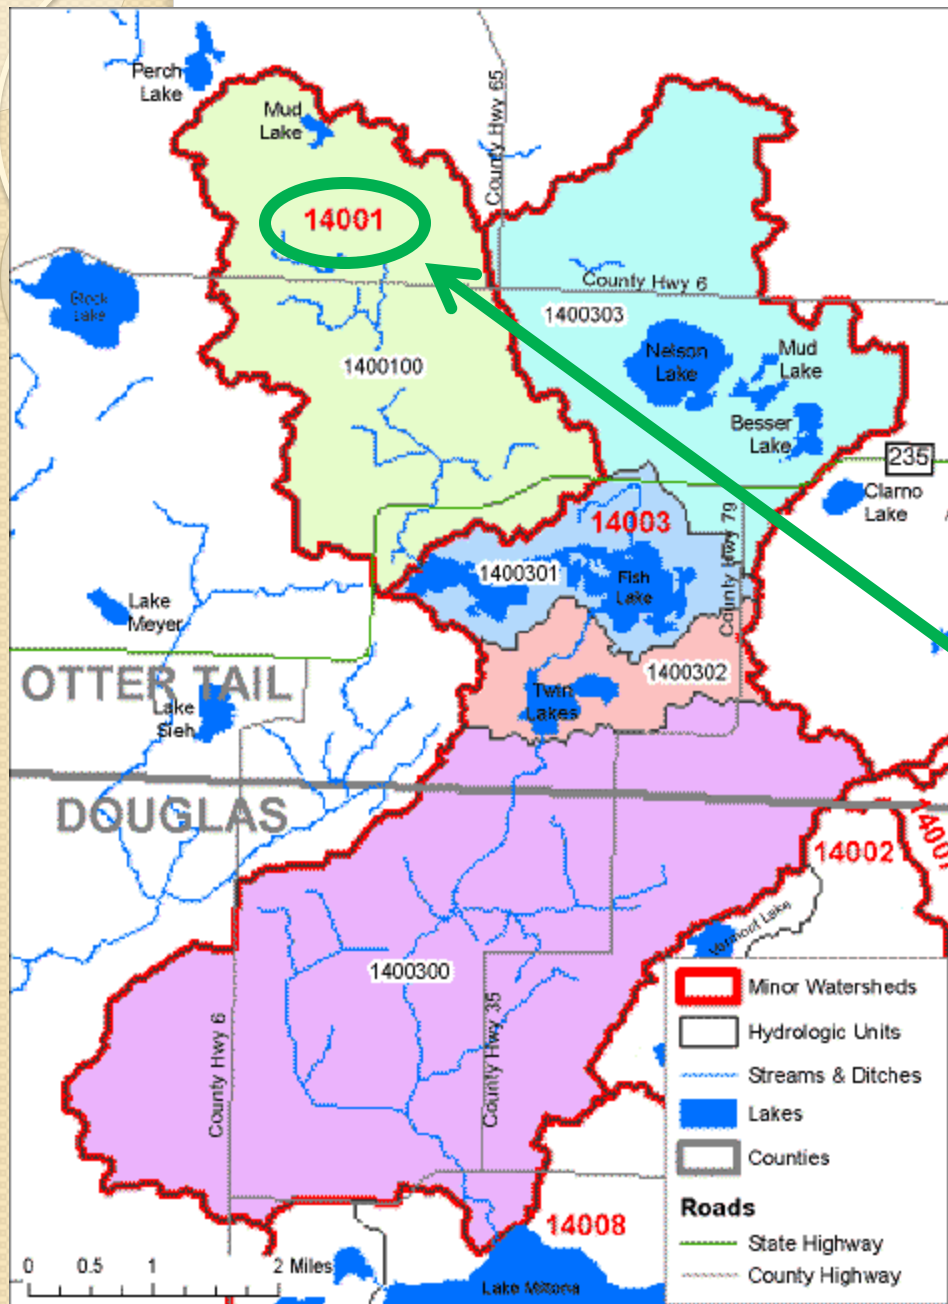 Perch
Lake
Mud
Lake
County Hwy 65
14001
County Hwy 6
1400303
1400100
Nelson
Lake
Mud
Lake
Besser
Lake
235
Clarno
Lake
14003
County Hwy 79
1400301
Fish
Lake
Lake
Meyer
1400302
OTTER TAIL
Lake
Sieh
Twin
Lakes
DOUGLAS
14002
Vermont Lake
1400300
County Hwy 6
County Hwy 35
14008
Lake Miltona
0 0.5 1 2 Miles
Minor Watersheds
Hydrologic Units
Streams & Ditches
Lakes
Counties
Roads
State Highway
County Highway